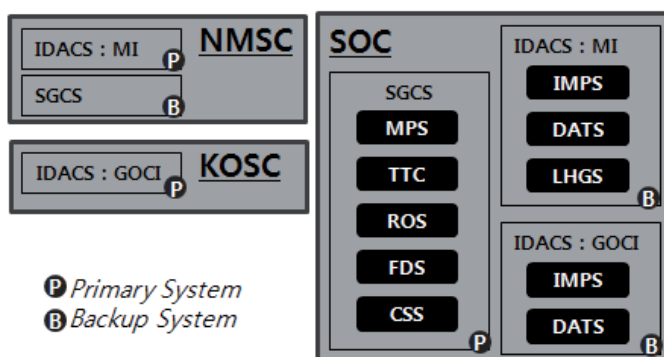 NMSC
IDACS : MI
P
SGCS
B
KOSC
IDACS : GOCI
P
P Primary System
B Backup System
SOC
SGCS
MPS
TTC
ROS
FDS
CSS
P
IDACS : MI
IMPS
DATS
LHGS
B
IDACS : GOCI
IMPS
DATS
B